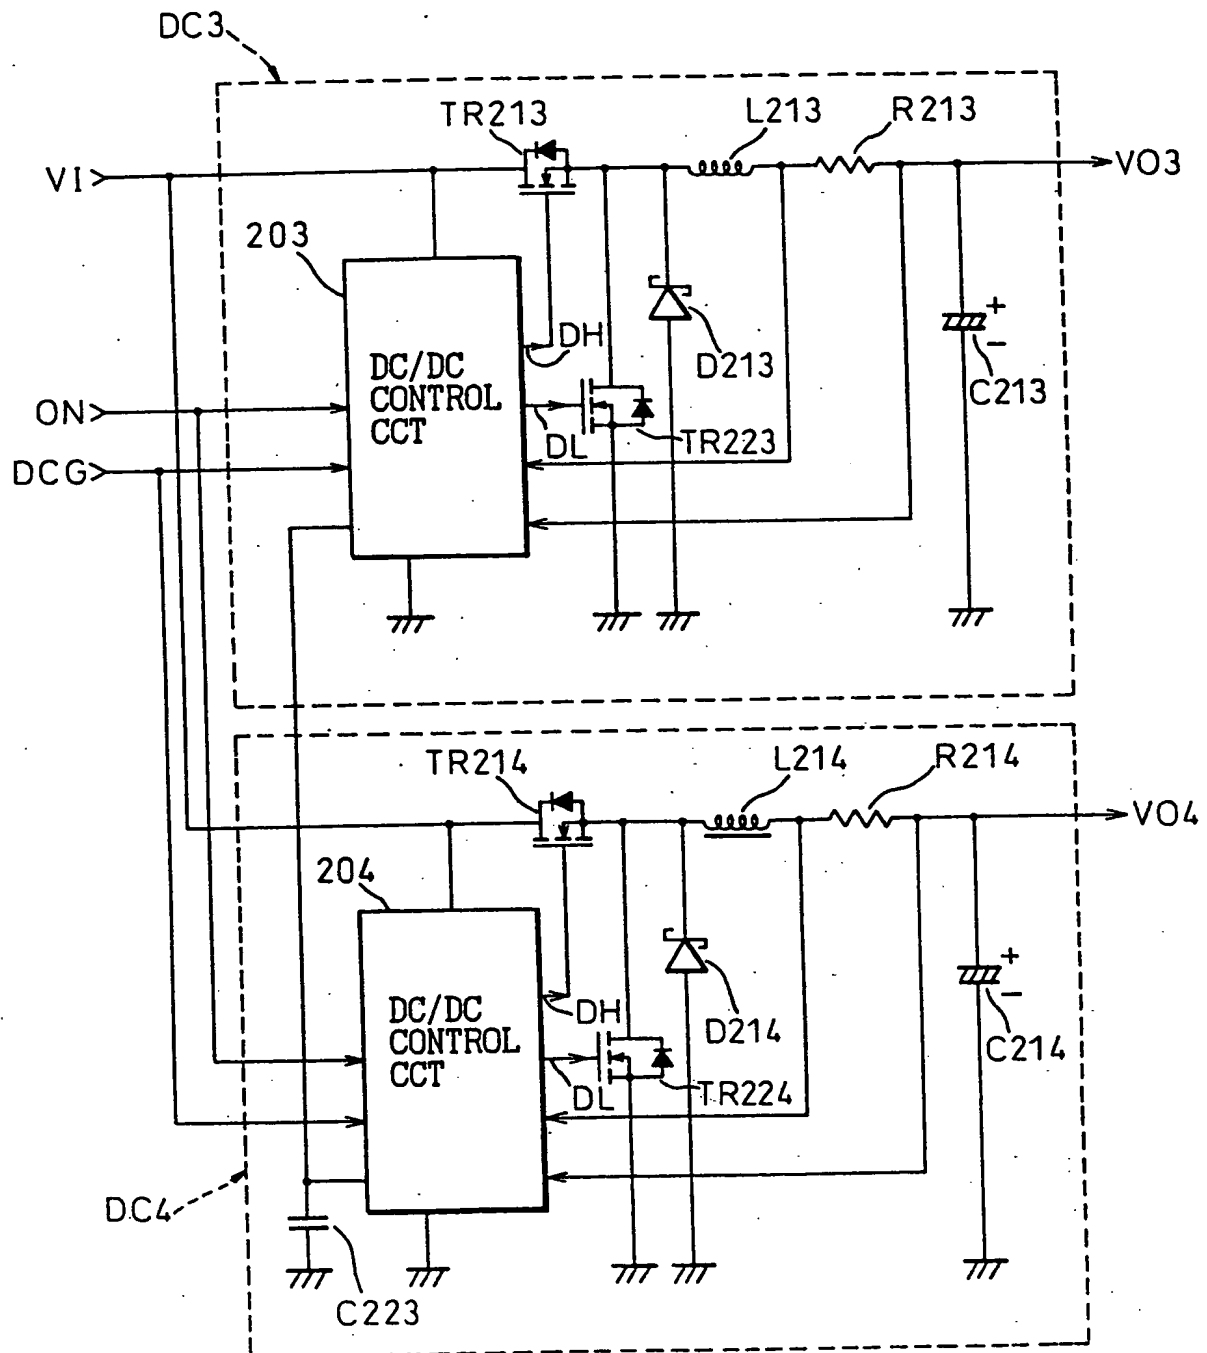 DC3
TR213
L213
R213
VI
VO3
203
DH
D213
C213
DC/DC
CONTROL
CCT
ON
DL
TR223
DCG
+
−
TR214
L214
R214
VO4
204
DH
D214
C214
DC/DC
CONTROL
CCT
DL
TR224
+
−
DC4
C223